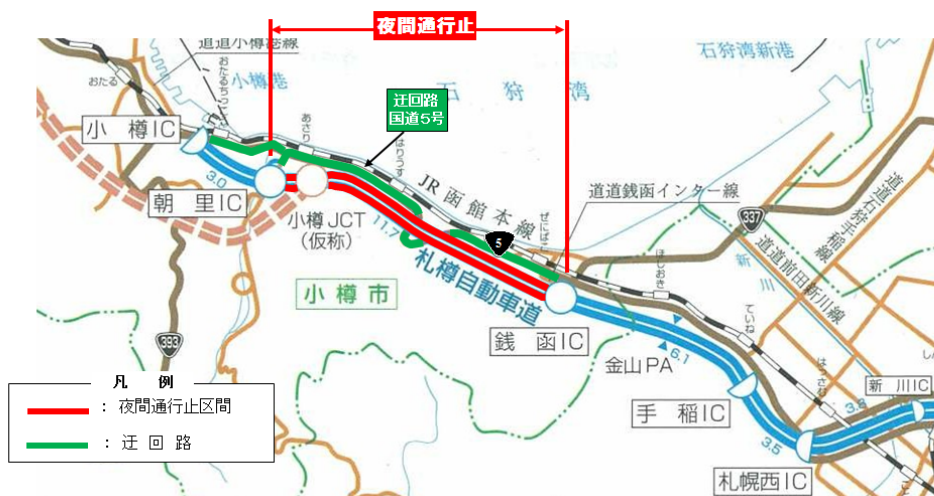 夜間通行止
道道小樽港線
おたる
おたるちっこう
小樽港
石狩湾
石狩湾新港
迂回路
国道5号
小樽IC
あさり
はりうす
3.0
朝里IC
小樽JCT
(仮称)
11.7
JR函館本線
ぜにばこ
道道銭函インター線
5
337
道道石狩手稲線
道道前田新川線
新川
ほしおき
札樽自動車道
小樽市
銭函IC
393
金山PA
6.1
ていね
はっさむ
新川IC
3.8
手稲IC
3.5
札幌西IC
凡例
:夜間通行止区間
:迂回路